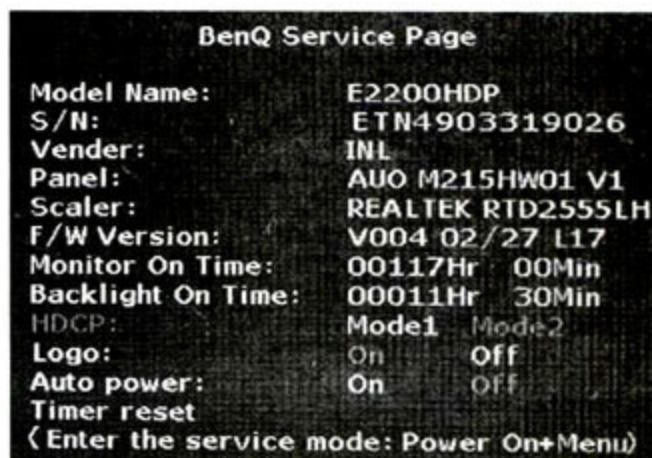 BenQ Service Page
Model Name: E2200HDP
S/N: ETN4903319026
Vender: INL
Panel: AUO M215HW01 V1
Scaler: REALTEK RTD2555LH
F/W Version: V004 02/27 L17
Monitor On Time: 00117Hr 00Min
Backlight On Time: 00011Hr 30Min
HDCP: Mode1 Mode2
Logo: On Off
Auto power: On Off
Timer reset
(Enter the service mode: Power On+Menu)